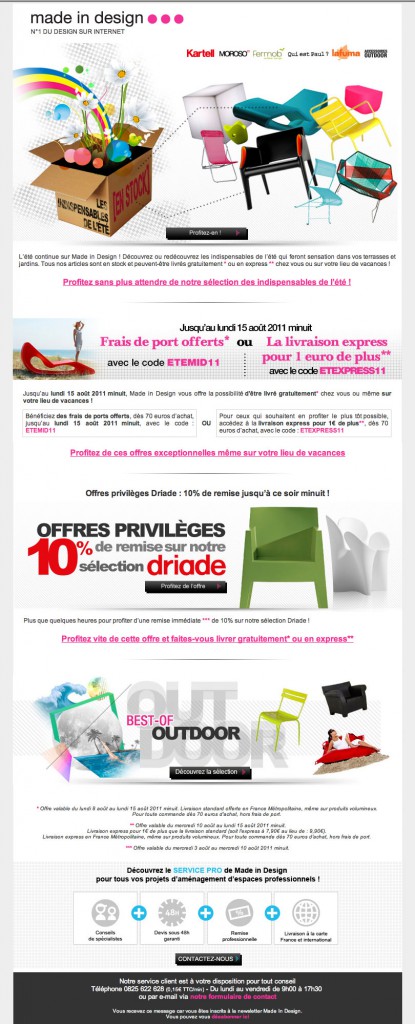 made in design
N°1 DU DESIGN SUR INTERNET
Kartell MOROSO Fermob Qui est Paul ? lafuma ACCESSOIRES OUTDOOR
LES INDISPENSABLES DE L'ÉTÉ
[EN STOCK]
Profitez-en !
L'été continue sur Made in Design ! Découvrez ou redécouvrez les indispensables de l'été qui feront sensation dans vos terrasses et
jardins. Tous nos articles sont en stock et peuvent-être livrés gratuitement * ou en express ** chez vous ou sur votre lieu de vacances !
Profitez sans plus attendre de notre sélection des indispensables de l'été !
Jusqu'au lundi 15 août 2011 minuit
Frais de port offerts* ou La livraison express
pour 1 euro de plus**
avec le code ETEMID11
avec le code ETEXPRESS11
Jusqu'au lundi 15 août 2011 minuit, Made in Design vous offre la possibilité d'être livré gratuitement* chez vous ou même sur
votre lieu de vacances !
Bénéficiez des frais de ports offerts, dès 70 euros d'achat,
jusqu'au lundi 15 août 2011 minuit, avec le code :
ETEMID11
OU
Pour ceux qui souhaitent en profiter le plus tôt possible,
accédez à la livraison express pour 1€ de plus**, dès 70
euros d'achat, avec le code : ETEXPRESS11
Profitez de ces offres exceptionnelles même sur votre lieu de vacances
Offres privilèges Driade : 10% de remise jusqu'à ce soir minuit !
OFFRES PRIVILÈGES
10% de remise sur notre
sélection driade
Profitez de l'offre
Plus que quelques heures pour profiter d'une remise immédiate *** de 10% sur notre sélection Driade !
Profitez vite de cette offre et faites-vous livrer gratuitement* ou en express**
OUT
DOOR
BEST-OF
OUTDOOR
Découvrez la sélection
* Offre valable du lundi 8 août au lundi 15 août 2011 minuit. Livraison standard offerte en France Métropolitaine, même sur produits volumineux.
Pour toute commande dès 70 euros d'achat, hors frais de port.
** Offre valable du mercredi 10 août au lundi 15 août 2011 minuit.
Livraison express pour 1€ de plus que la livraison standard (soit l'express à 7,90€ au lieu de : 9,90€).
Livraison express en France Métropolitaine, même sur produits volumineux. Pour toute commande dès 70 euros d'achat, hors frais de port.
*** Offre valable du mercredi 3 août au mercredi 10 août 2011 minuit.
Découvrez le SERVICE PRO de Made in Design
pour tous vos projets d'aménagement d'espaces professionnels !
48h
Conseils
de spécialistes
Devis sous 48h
garanti
Remise
professionnelle
Livraison à la carte
France et international
CONTACTEZ-NOUS
Notre service client est à votre disposition pour tout conseil
Téléphone 0825 622 628 (0,15€ TTC/min) - Du lundi au vendredi de 9h00 à 17h30
ou par e-mail via notre formulaire de contact
Vous recevez ce message car vous êtes inscrits à la newsletter Made In Design.
Vous pouvez vous désabonner ici